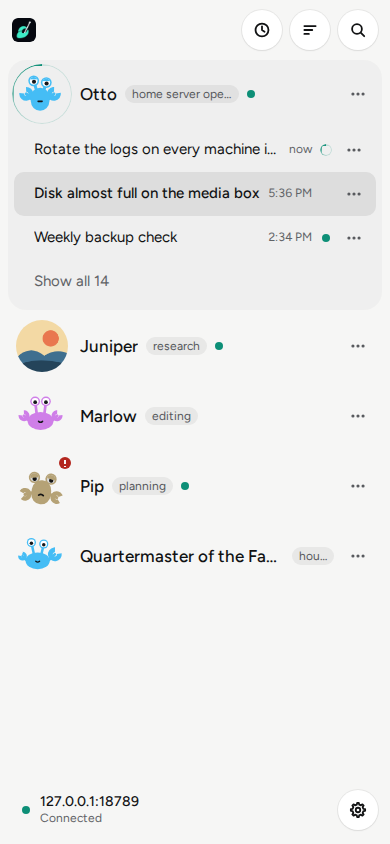 Otto home server ope...
Rotate the logs on every machine i... now
Disk almost full on the media box 5:36 PM
Weekly backup check 2:34 PM
Show all 14
Juniper research
Marlow editing
Pip planning
Quartermaster of the Fa... hou...
127.0.0.1:18789
Connected